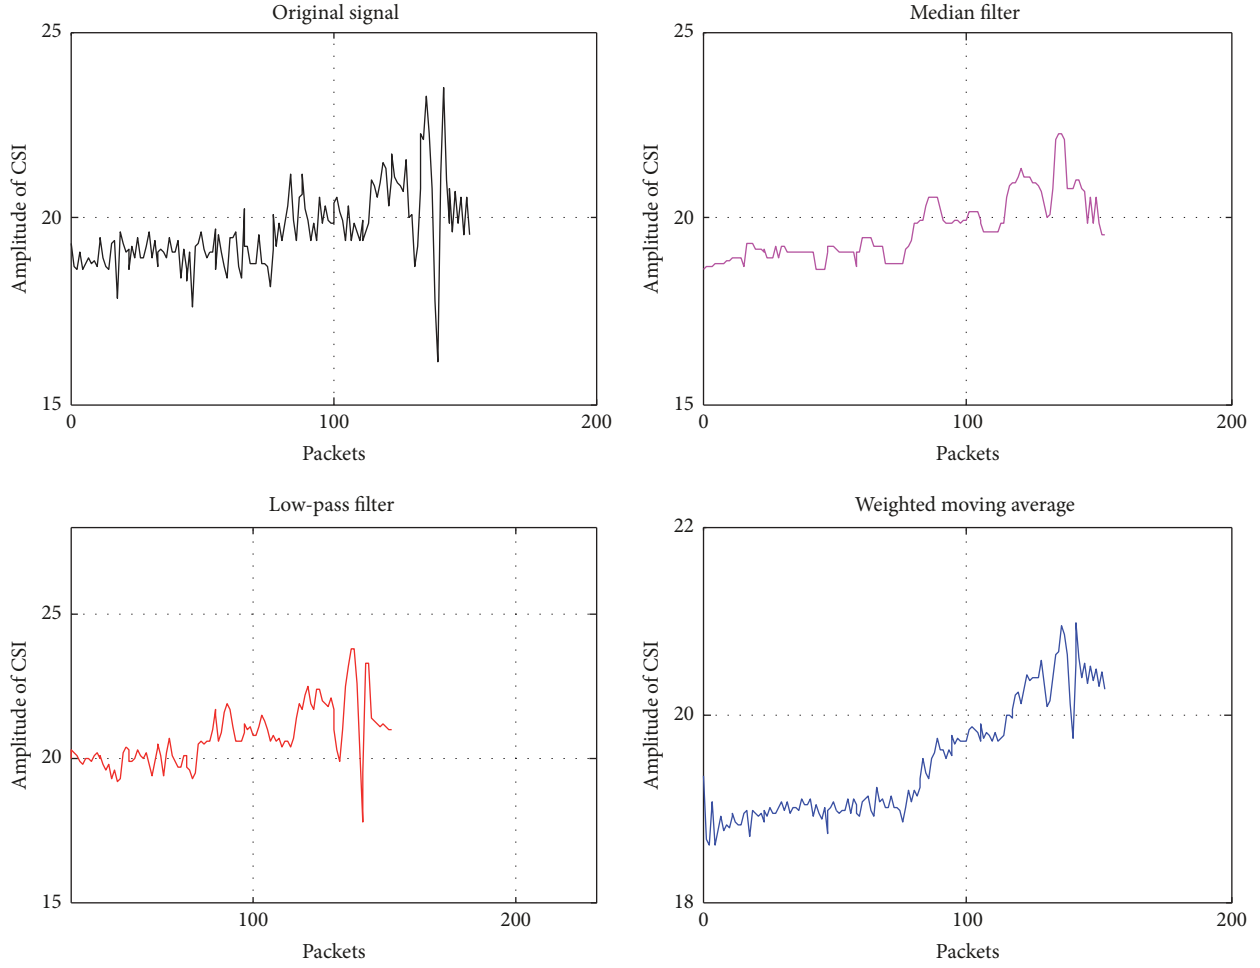 Original signal
25
20
15
Amplitude of CSI
0
100
200
Packets
Median filter
25
20
15
Amplitude of CSI
0
100
200
Packets
Low-pass filter
25
20
15
Amplitude of CSI
100
200
Packets
Weighted moving average
22
20
18
Amplitude of CSI
0
100
200
Packets